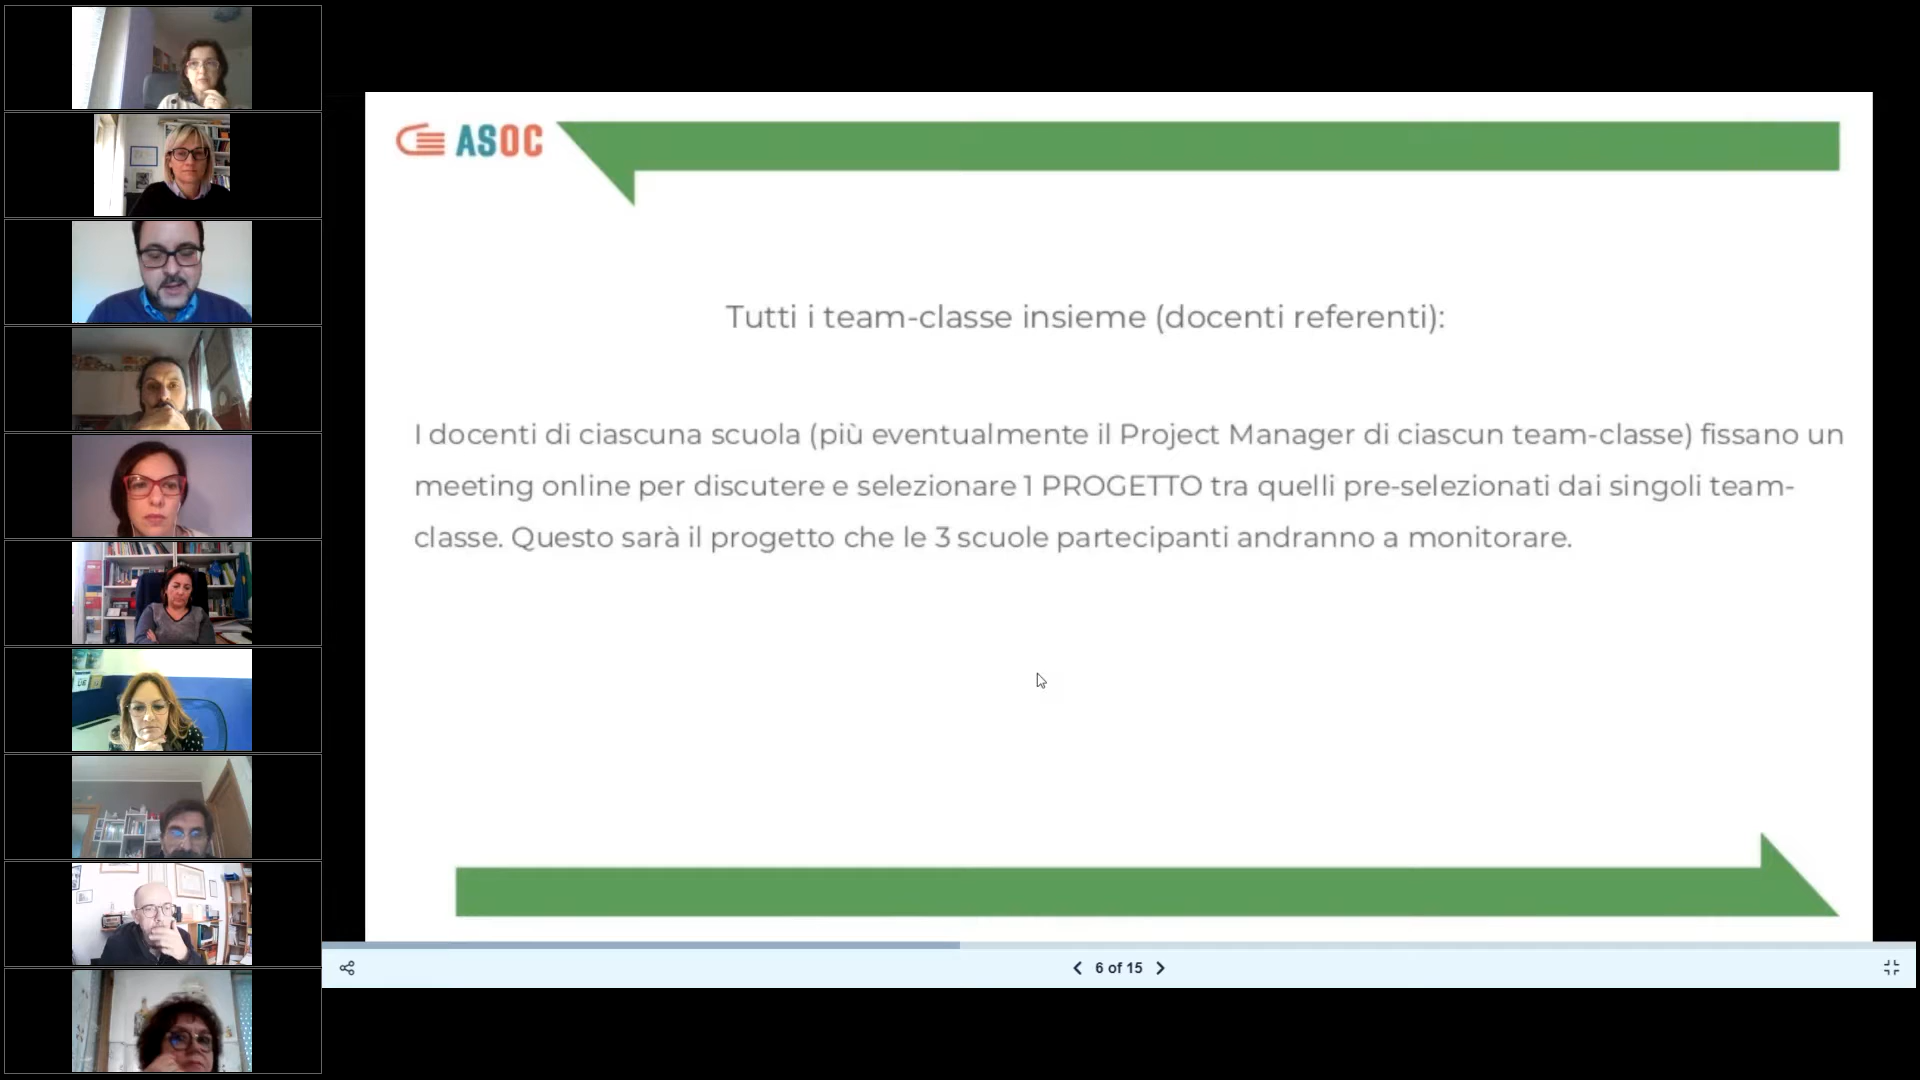 ASOC
Tutti i team-classe insieme (docenti referenti):
I docenti di ciascuna scuola (più eventualmente il Project Manager di ciascun team-classe) fissano un
meeting online per discutere e selezionare 1 PROGETTO tra quelli pre-selezionati dai singoli team-
classe. Questo sarà il progetto che le 3 scuole partecipanti andranno a monitorare.
6 of 15